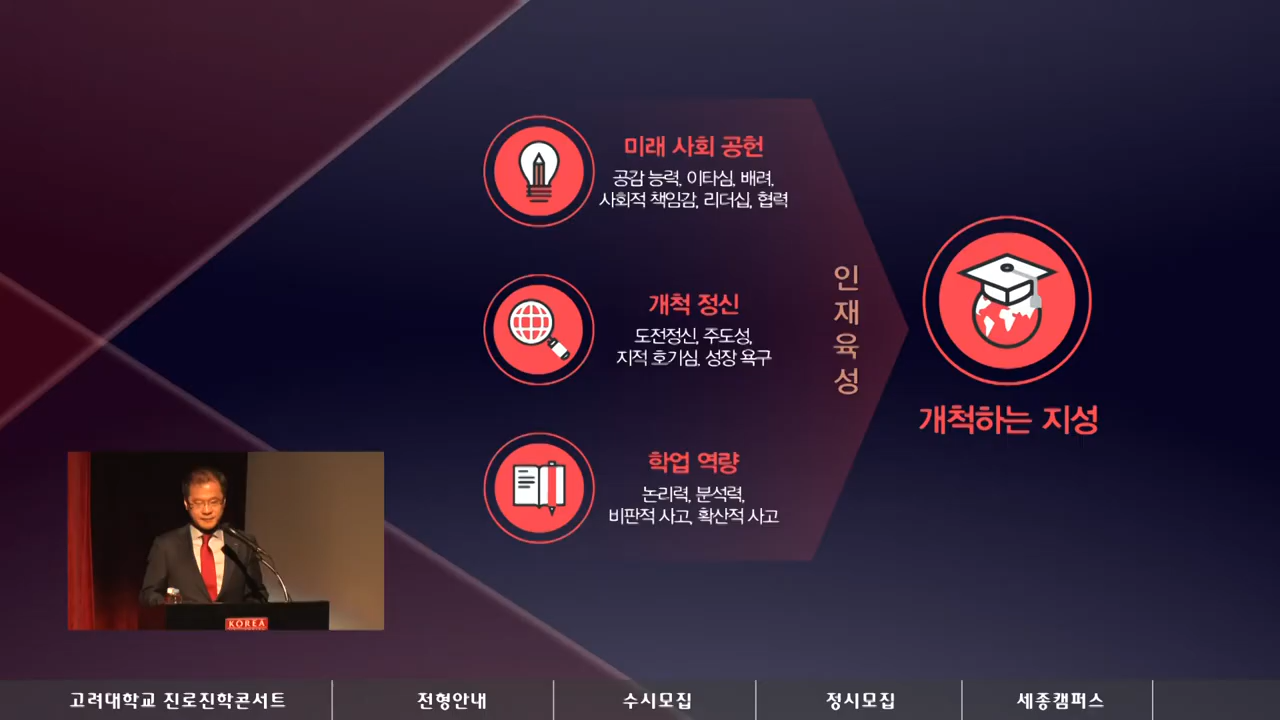 미래 사회 공헌
공감 능력, 이타심, 배려,
사회적 책임감, 리더십, 협력
개척 정신
도전정신, 주도성,
지적 호기심, 성장 욕구
학업 역량
논리력, 분석력,
비판적 사고, 확산적 사고
인재육성
개척하는 지성
KOREA
고려대학교 진로진학콘서트
전형안내
수시모집
정시모집
세종캠퍼스